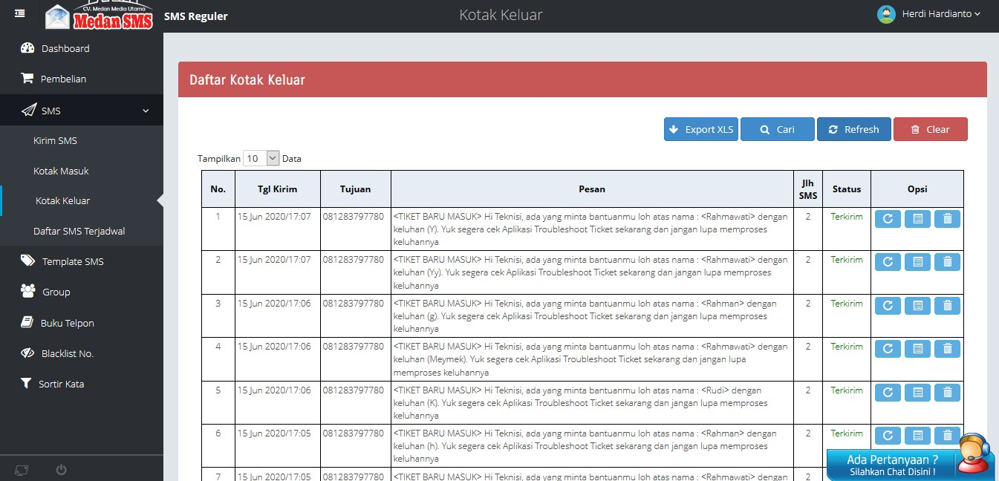 CV. Medan Media Utama
Medan SMS
SMS Reguler
Kotak Keluar
Herdi Hardianto
Dashboard
Pembelian
SMS
Kirim SMS
Kotak Masuk
Kotak Keluar
Daftar SMS Terjadwal
Template SMS
Group
Buku Telpon
Blacklist No.
Sortir Kata
Daftar Kotak Keluar
Export XLS Cari Refresh Clear
Tampilkan 10 Data
No. Tgl Kirim Tujuan Pesan Jlh SMS Status Opsi
1 15 Jun 2020/17:07 081283797780 <TIKET BARU MASUK> Hi Teknisi, ada yang minta bantuanmu loh atas nama : <Rahmawati> dengan 2 Terkirim
keluhan (Y). Yuk segera cek Aplikasi Troubleshoot Ticket sekarang dan jangan lupa memproses
keluhannya
2 15 Jun 2020/17:07 081283797780 <TIKET BARU MASUK> Hi Teknisi, ada yang minta bantuanmu loh atas nama : <Rahmawati> dengan 2 Terkirim
keluhan (Yy). Yuk segera cek Aplikasi Troubleshoot Ticket sekarang dan jangan lupa memproses
keluhannya
3 15 Jun 2020/17:06 081283797780 <TIKET BARU MASUK> Hi Teknisi, ada yang minta bantuanmu loh atas nama : <Rahman> dengan 2 Terkirim
keluhan (g). Yuk segera cek Aplikasi Troubleshoot Ticket sekarang dan jangan lupa memproses
keluhannya
4 15 Jun 2020/17:06 081283797780 <TIKET BARU MASUK> Hi Teknisi, ada yang minta bantuanmu loh atas nama : <Rahmawati> dengan 2 Terkirim
keluhan (Meymek). Yuk segera cek Aplikasi Troubleshoot Ticket sekarang dan jangan lupa
memproses keluhannya
5 15 Jun 2020/17:06 081283797780 <TIKET BARU MASUK> Hi Teknisi, ada yang minta bantuanmu loh atas nama : <Rudi> dengan 2 Terkirim
keluhan (K). Yuk segera cek Aplikasi Troubleshoot Ticket sekarang dan jangan lupa memproses
keluhannya
6 15 Jun 2020/17:05 081283797780 <TIKET BARU MASUK> Hi Teknisi, ada yang minta bantuanmu loh atas nama : <Rahman> dengan 2 Terkirim
keluhan (h). Yuk segera cek Aplikasi Troubleshoot Ticket sekarang dan jangan lupa memproses
keluhannya
7 15 Jun 2020/17:05 081283797780 <TIKET BARU MASUK> Hi Teknisi, ada yang minta bantuanmu loh atas nama : <Rahmawati> dengan 2
Ada Pertanyaan ?
Silahkan Chat Disini !